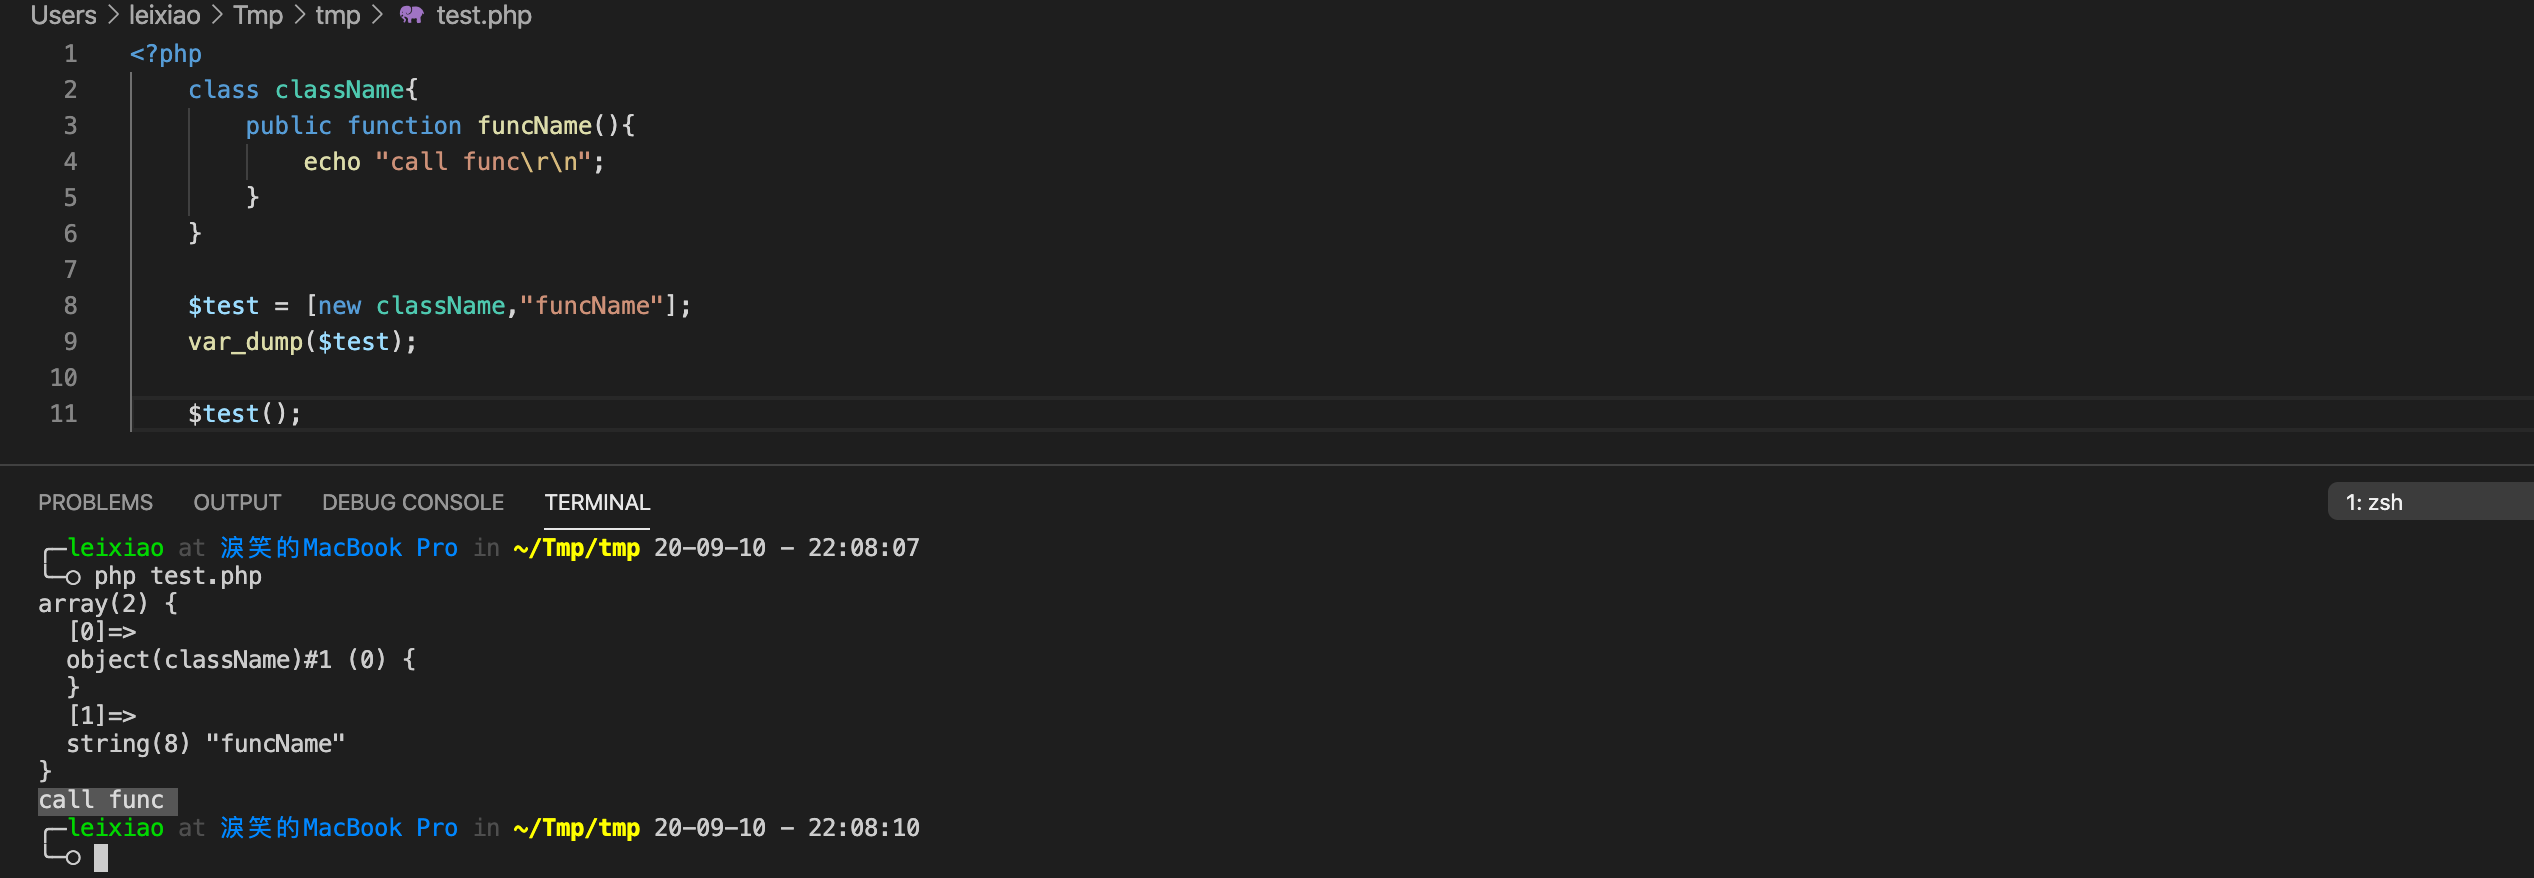 Users > leixiao > Tmp > tmp > test.php
1 <?php
2     class className{
3         public function funcName(){
4             echo "call func\r\n";
5         }
6     }
7
8     $test = [new className,"funcName"];
9     var_dump($test);
10
11     $test();
PROBLEMS OUTPUT DEBUG CONSOLE TERMINAL 1: zsh
leixiao at 淚笑的MacBook Pro in ~/Tmp/tmp 20-09-10 - 22:08:07
php test.php
array(2) {
  [0]=>
  object(className)#1 (0) {
  }
  [1]=>
  string(8) "funcName"
}
call func
leixiao at 淚笑的MacBook Pro in ~/Tmp/tmp 20-09-10 - 22:08:10